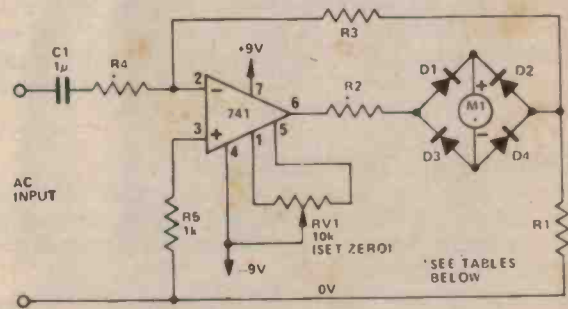 R3
+9V
C1
1µ
R4
2
7
D1
D2
741
6
R2
+
M1
3
+
5
4
1
D3
D4
AC
INPUT
R5
1k
RV1
10k
(SET ZERO)
R1
-9V
*SEE TABLES
BELOW
0V